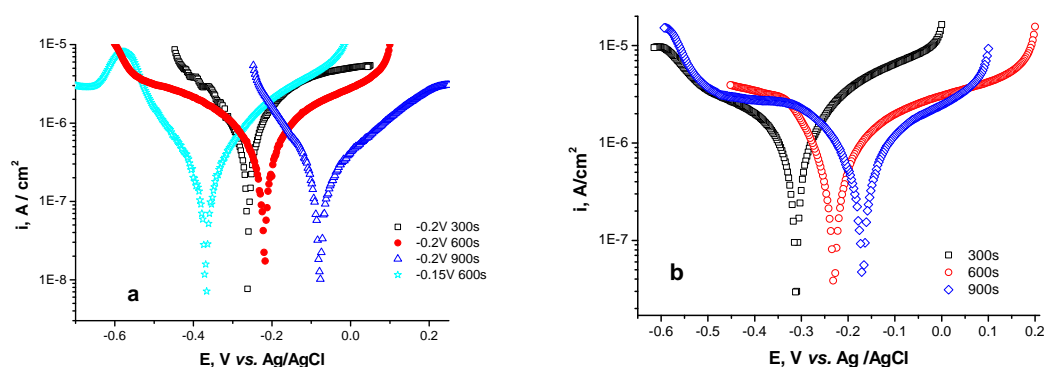 1E-5
1E-6
1E-7
1E-8
i, A / cm²
-0.6 -0.4 -0.2 0.0 0.2
E, V vs. Ag/AgCl
a
-0.2V 300s
-0.2V 600s
-0.2V 900s
-0.15V 600s
1E-5
1E-6
1E-7
i, A/cm²
-0.6 -0.5 -0.4 -0.3 -0.2 -0.1 0.0 0.1 0.2
E, V vs. Ag /AgCl
b
300s
600s
900s